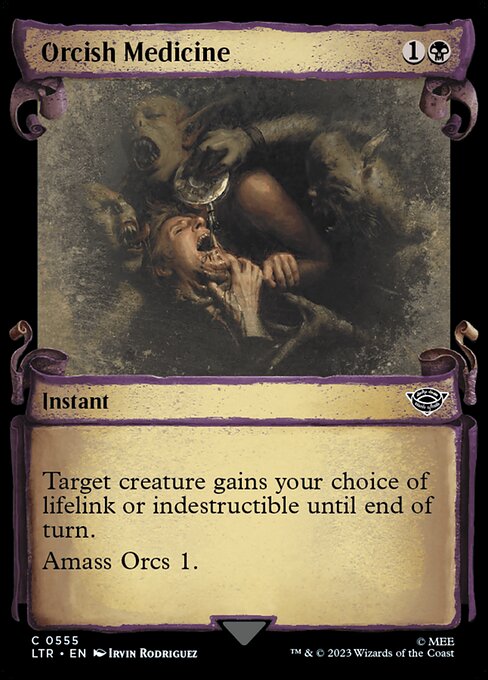 Orcish Medicine 1
Instant
Target creature gains your choice of
lifelink or indestructible until end of
turn.
Amass Orcs 1.
C 0555
LTR • EN Irvin Rodriguez
© MEE
™ & © 2023 Wizards of the Coast